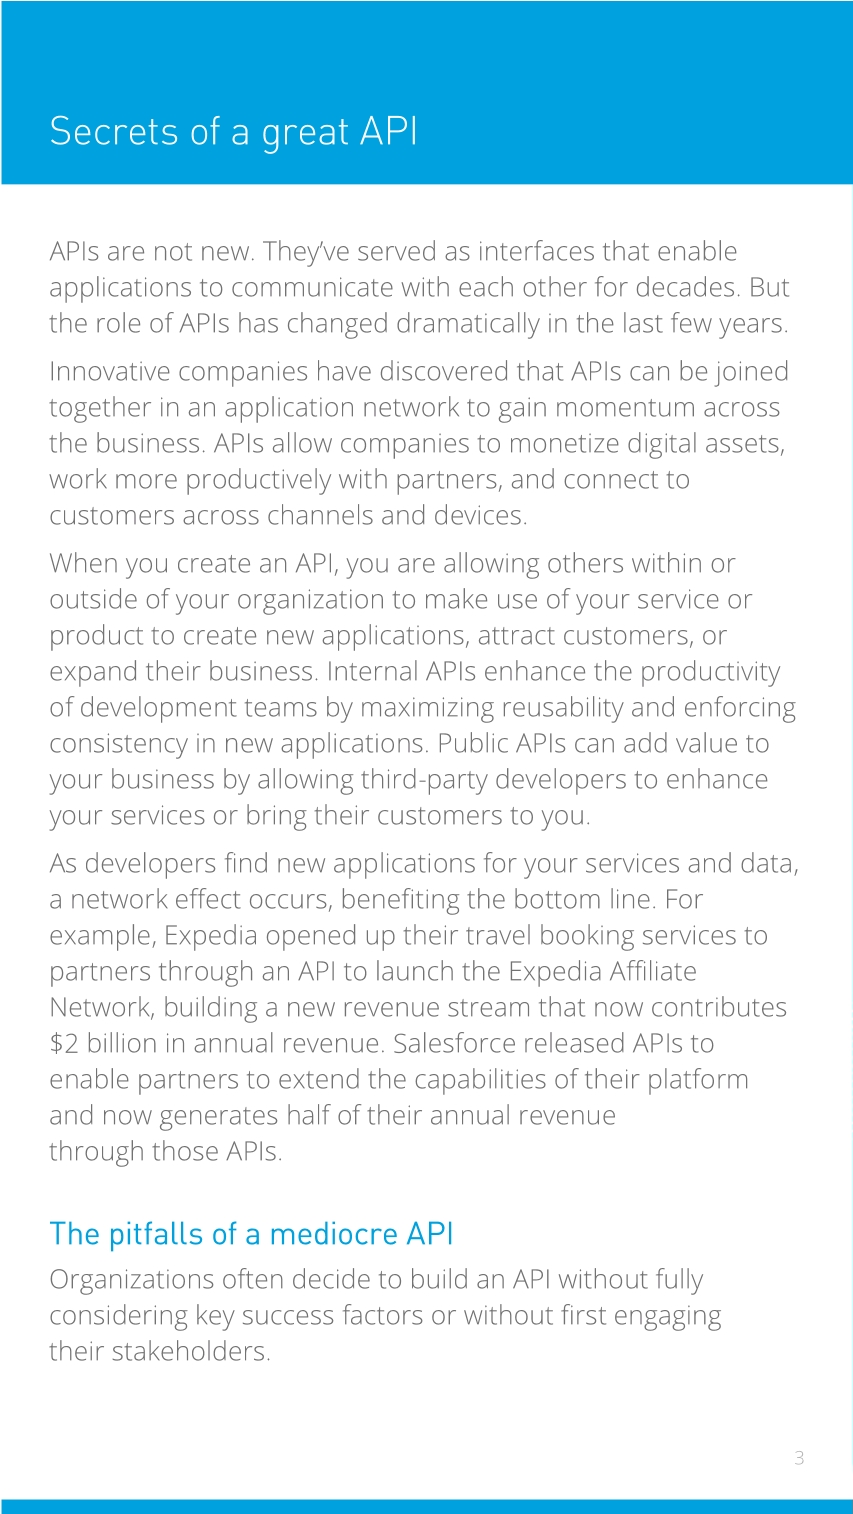 Secrets of a great API
APIs are not new. They’ve served as interfaces that enable
applications to communicate with each other for decades. But
the role of APIs has changed dramatically in the last few years.
Innovative companies have discovered that APIs can be joined
together in an application network to gain momentum across
the business. APIs allow companies to monetize digital assets,
work more productively with partners, and connect to
customers across channels and devices.
When you create an API, you are allowing others within or
outside of your organization to make use of your service or
product to create new applications, attract customers, or
expand their business. Internal APIs enhance the productivity
of development teams by maximizing reusability and enforcing
consistency in new applications. Public APIs can add value to
your business by allowing third-party developers to enhance
your services or bring their customers to you.
As developers find new applications for your services and data,
a network effect occurs, benefiting the bottom line. For
example, Expedia opened up their travel booking services to
partners through an API to launch the Expedia Affiliate
Network, building a new revenue stream that now contributes
$2 billion in annual revenue. Salesforce released APIs to
enable partners to extend the capabilities of their platform
and now generates half of their annual revenue
through those APIs.
The pitfalls of a mediocre API
Organizations often decide to build an API without fully
considering key success factors or without first engaging
their stakeholders.
3